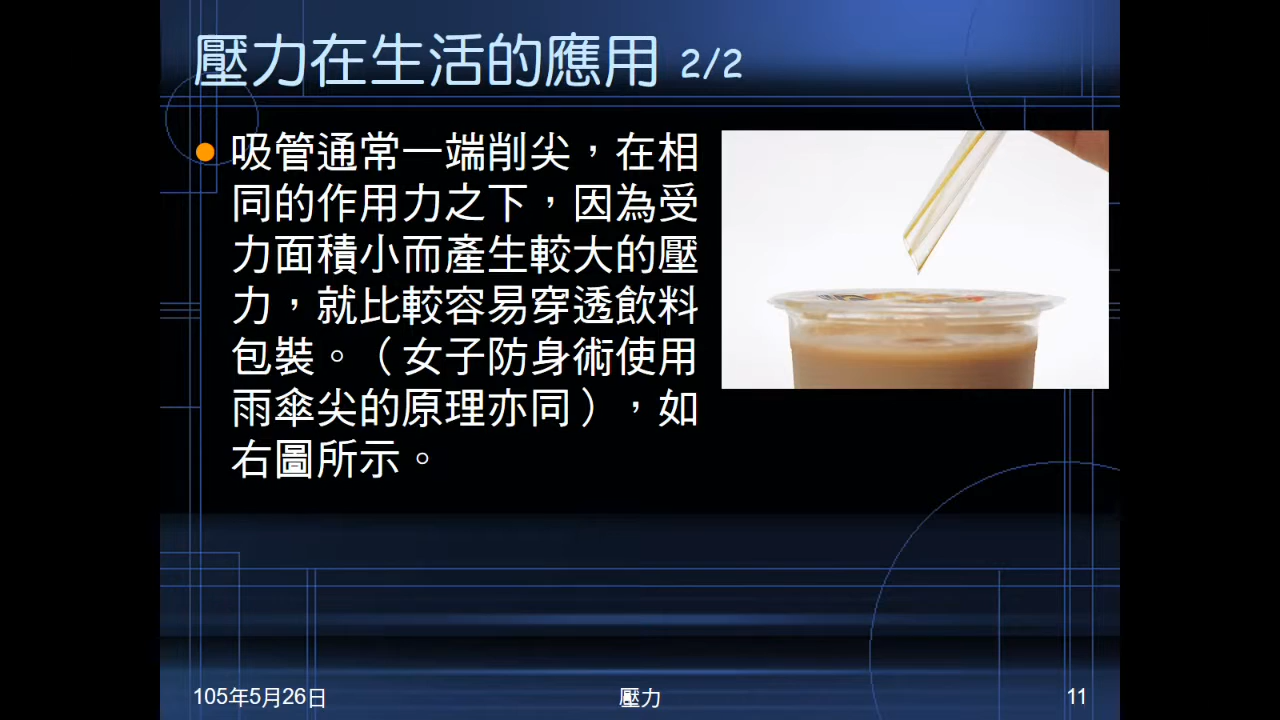 壓力在生活的應用 2/2
吸管通常一端削尖，在相
同的作用力之下，因為受
力面積小而產生較大的壓
力，就比較容易穿透飲料
包裝。（女子防身術使用
雨傘尖的原理亦同），如
右圖所示。
105年5月26日
壓力
11